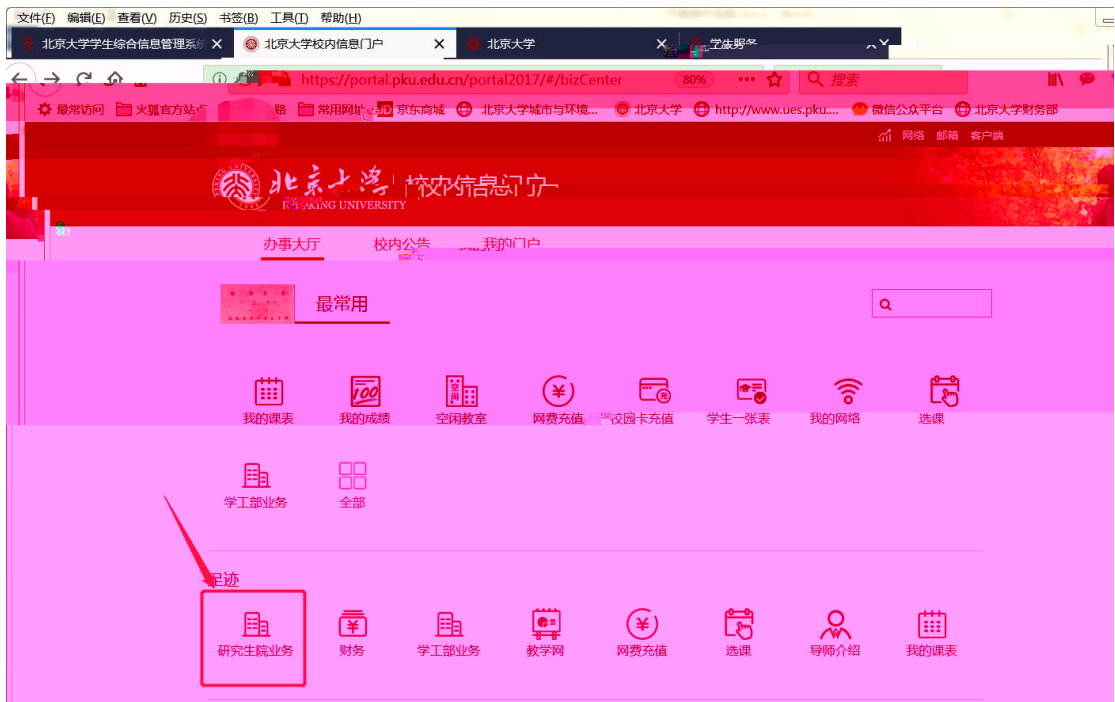 文件(F) 编辑(E) 查看(V) 历史(S) 书签(B) 工具(T) 帮助(H)
北京大学学生综合信息管理系统 北京大学校内信息门户 北京大学
https://portal.pku.edu.cn/portal2017/#/bizCenter 80% 搜索
最常访问 火狐官方站点 常用网址 JD 京东商城 北京大学城市与环境... 北京大学 http://www.ues.pku.... 微信公众平台 北京大学财务部
网络 邮箱 客户端
北京大学 校内信息门户
PEKING UNIVERSITY
办事大厅 校内公告 我的门户
最常用
100 空闲
我的课表 我的成绩 空闲教室 网费充值 校园卡充值 学生一张表 我的网络 选课
学工部业务 全部
足迹
研究生院业务 财务 学工部业务 教学网 网费充值 选课 导师介绍 我的课表